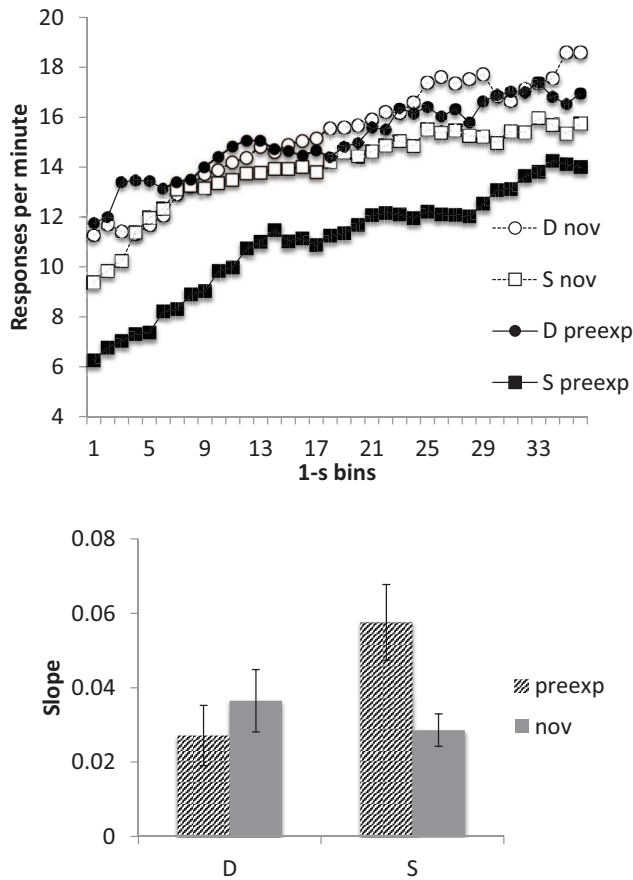 20
18
16
14
12
10
8
6
4
Responses per minute
D nov
S nov
D preexp
S preexp
1 5 9 13 17 21 25 29 33
1-s bins
0.08
0.06
0.04
0.02
0
Slope
preexp
nov
D S